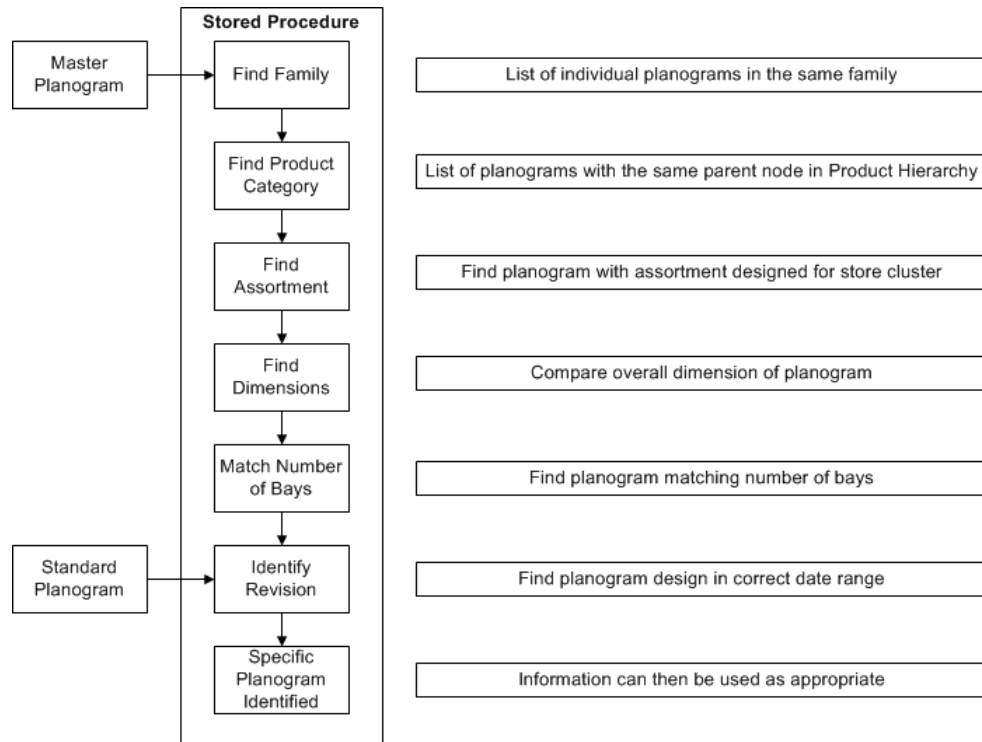 Stored Procedure
Master
Planogram
Find Family
List of individual planograms in the same family
Find Product
Category
List of planograms with the same parent node in Product Hierarchy
Find
Assortment
Find planogram with assortment designed for store cluster
Find
Dimensions
Compare overall dimension of planogram
Match Number
of Bays
Find planogram matching number of bays
Standard
Planogram
Identify
Revision
Find planogram design in correct date range
Specific
Planogram
Identified
Information can then be used as appropriate